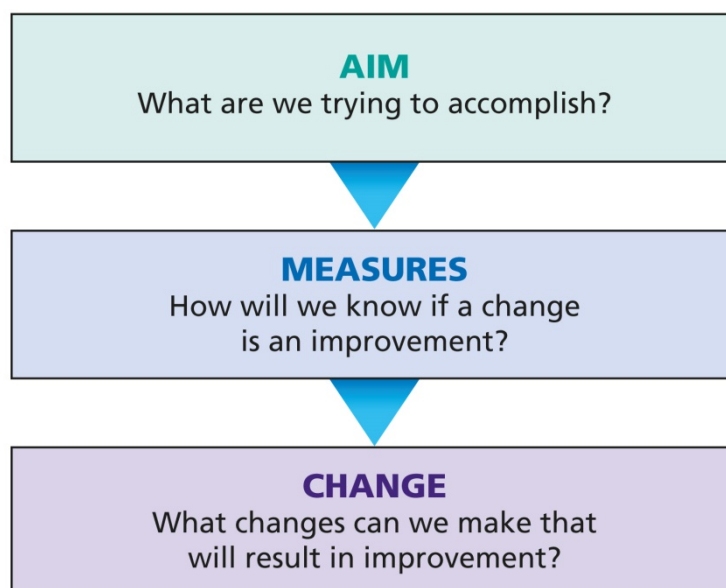 AIM
What are we trying to accomplish?
MEASURES
How will we know if a change
is an improvement?
CHANGE
What changes can we make that
will result in improvement?